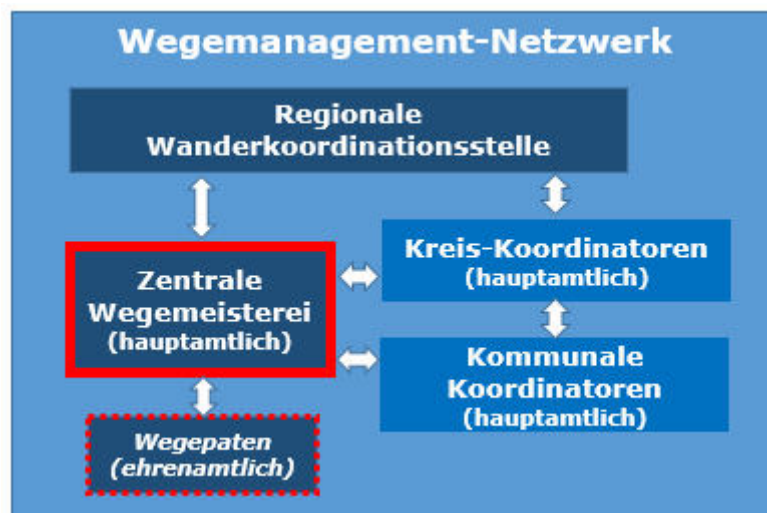 Wegemanagement-Netzwerk
Regionale
Wanderkoordinationsstelle
Zentrale
Wegemeisterei
(hauptamtlich)
Kreis-Koordinatoren
(hauptamtlich)
Kommunale
Koordinatoren
(hauptamtlich)
Wegepaten
(ehrenamtlich)